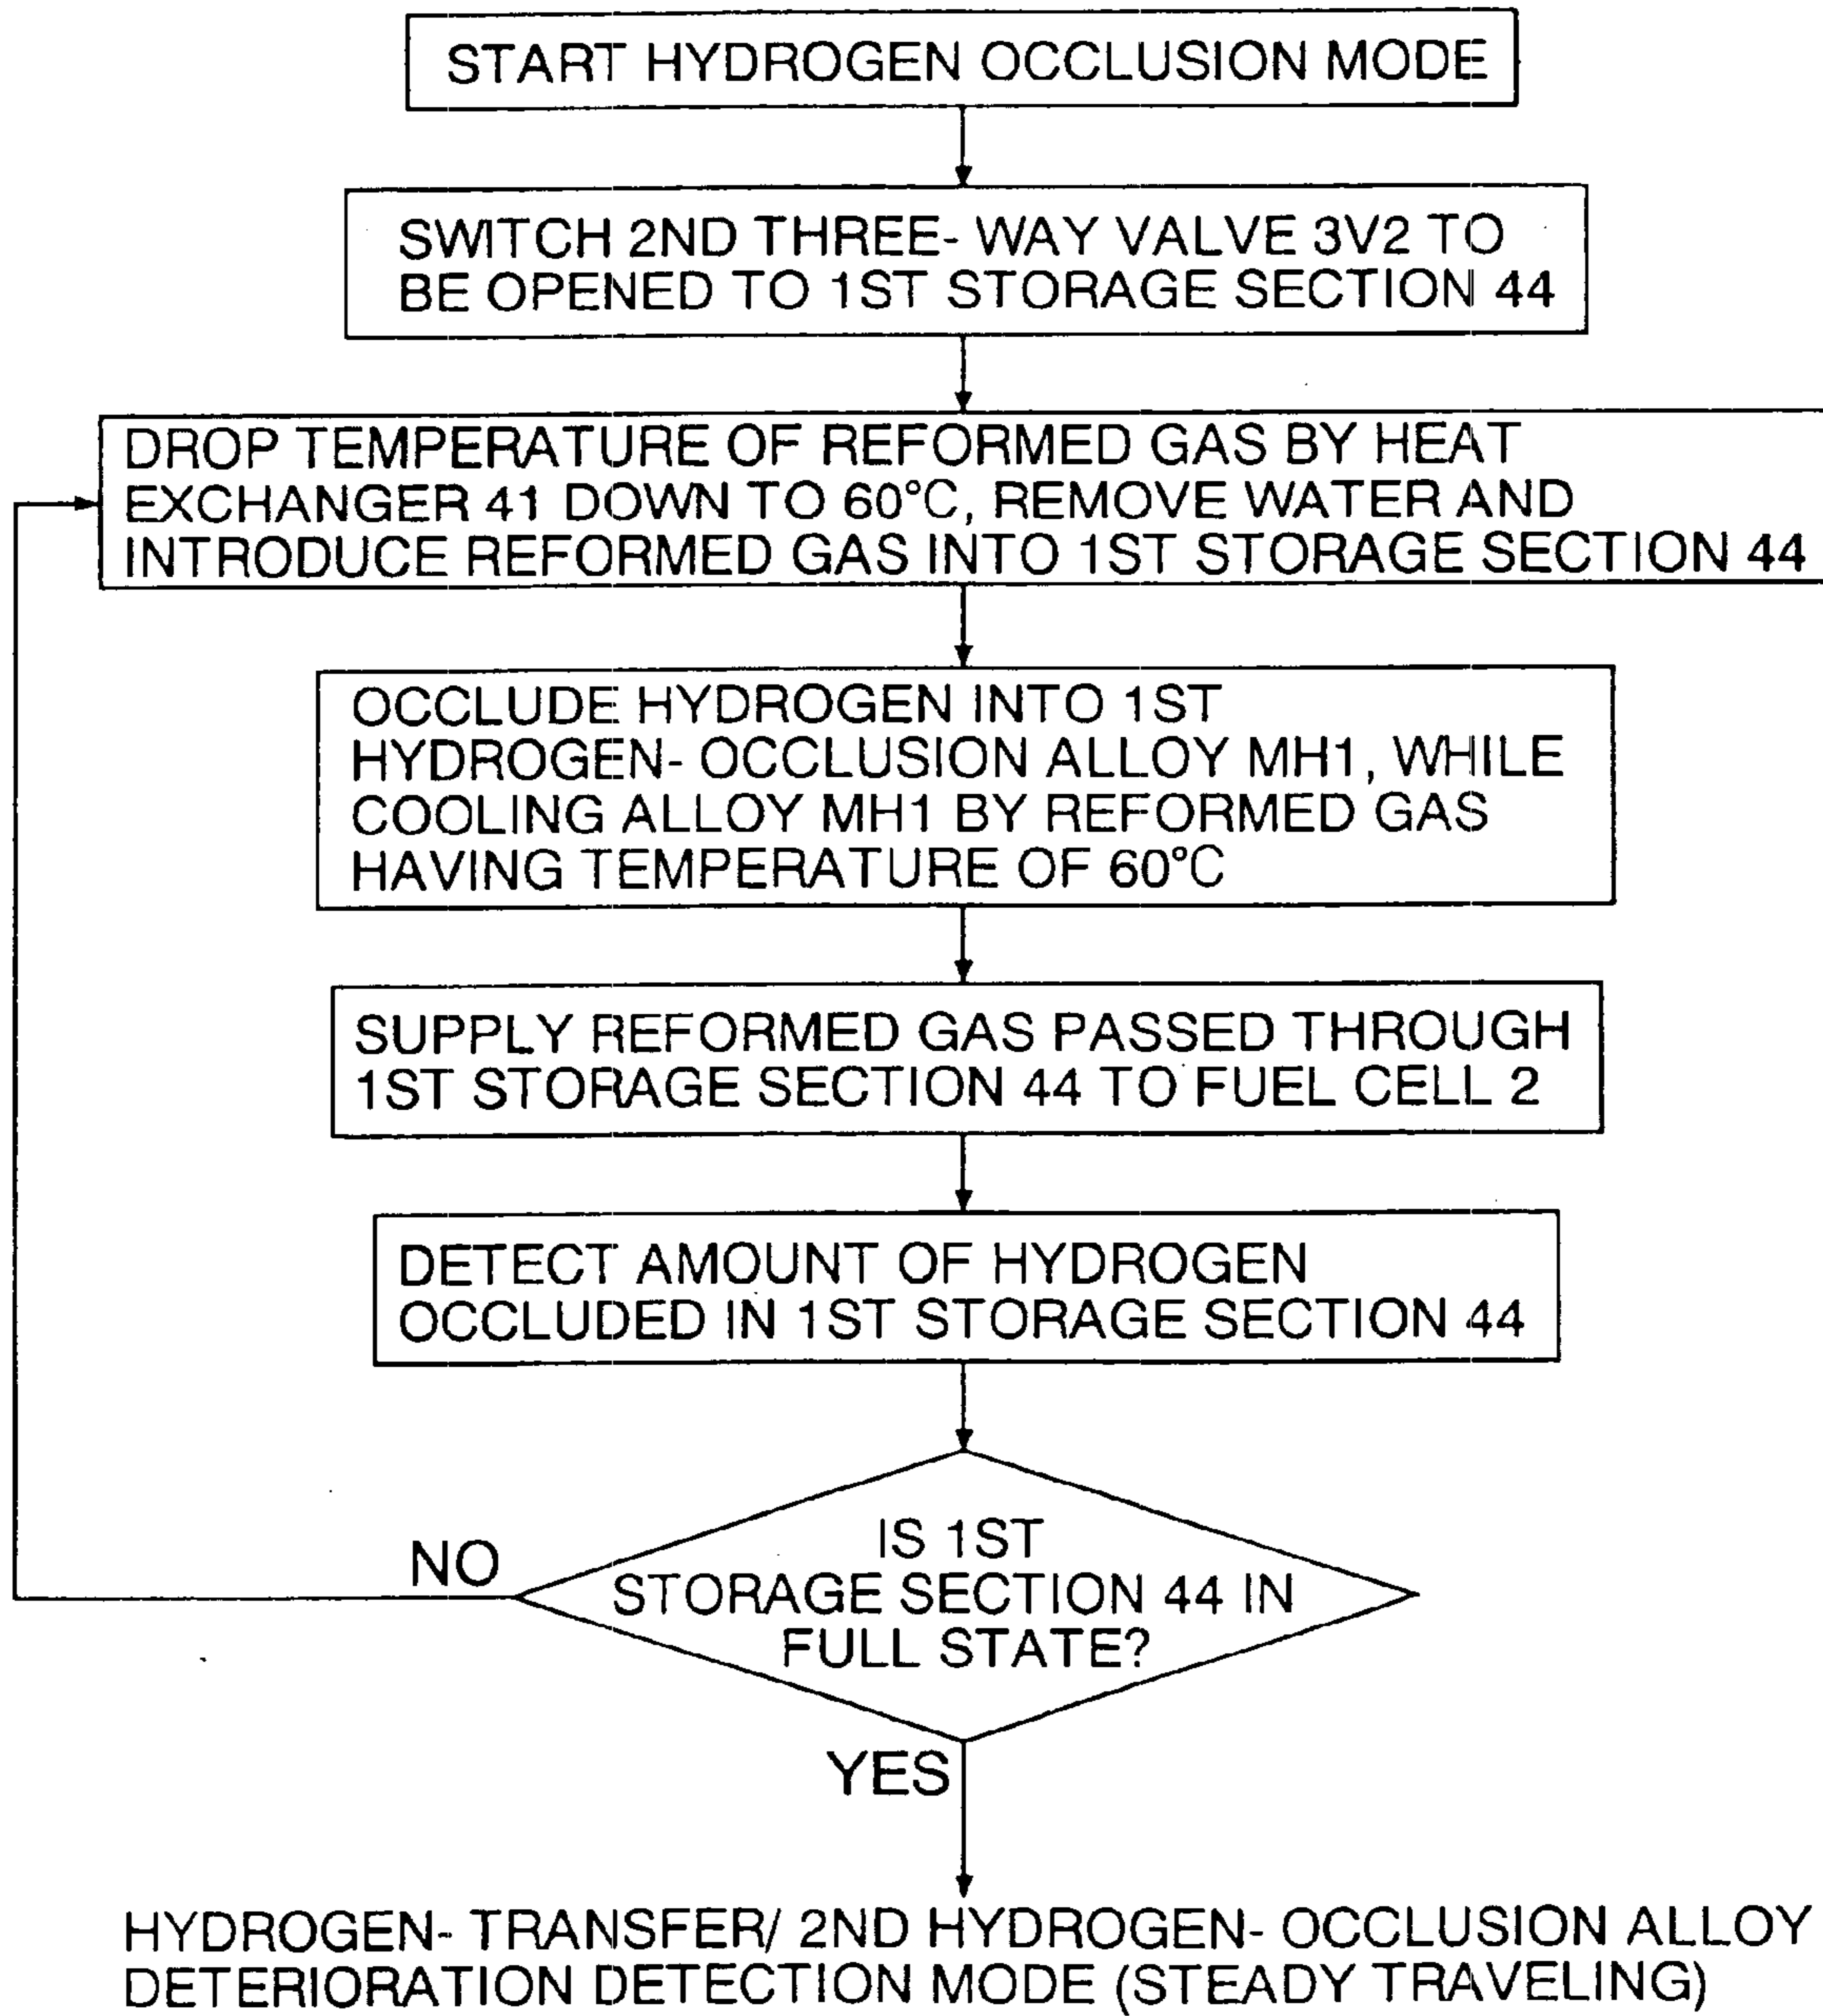 START HYDROGEN OCCLUSION MODE
SWITCH 2ND THREE- WAY VALVE 3V2 TO
BE OPENED TO 1ST STORAGE SECTION 44
DROP TEMPERATURE OF REFORMED GAS BY HEAT
EXCHANGER 41 DOWN TO 60°C, REMOVE WATER AND
INTRODUCE REFORMED GAS INTO 1ST STORAGE SECTION 44
OCCLUDE HYDROGEN INTO 1ST
HYDROGEN- OCCLUSION ALLOY MH1, WHILE
COOLING ALLOY MH1 BY REFORMED GAS
HAVING TEMPERATURE OF 60°C
SUPPLY REFORMED GAS PASSED THROUGH
1ST STORAGE SECTION 44 TO FUEL CELL 2
DETECT AMOUNT OF HYDROGEN
OCCLUDED IN 1ST STORAGE SECTION 44
IS 1ST
STORAGE SECTION 44 IN
FULL STATE?
NO
YES
HYDROGEN- TRANSFER/ 2ND HYDROGEN- OCCLUSION ALLOY
DETERIORATION DETECTION MODE (STEADY TRAVELING)